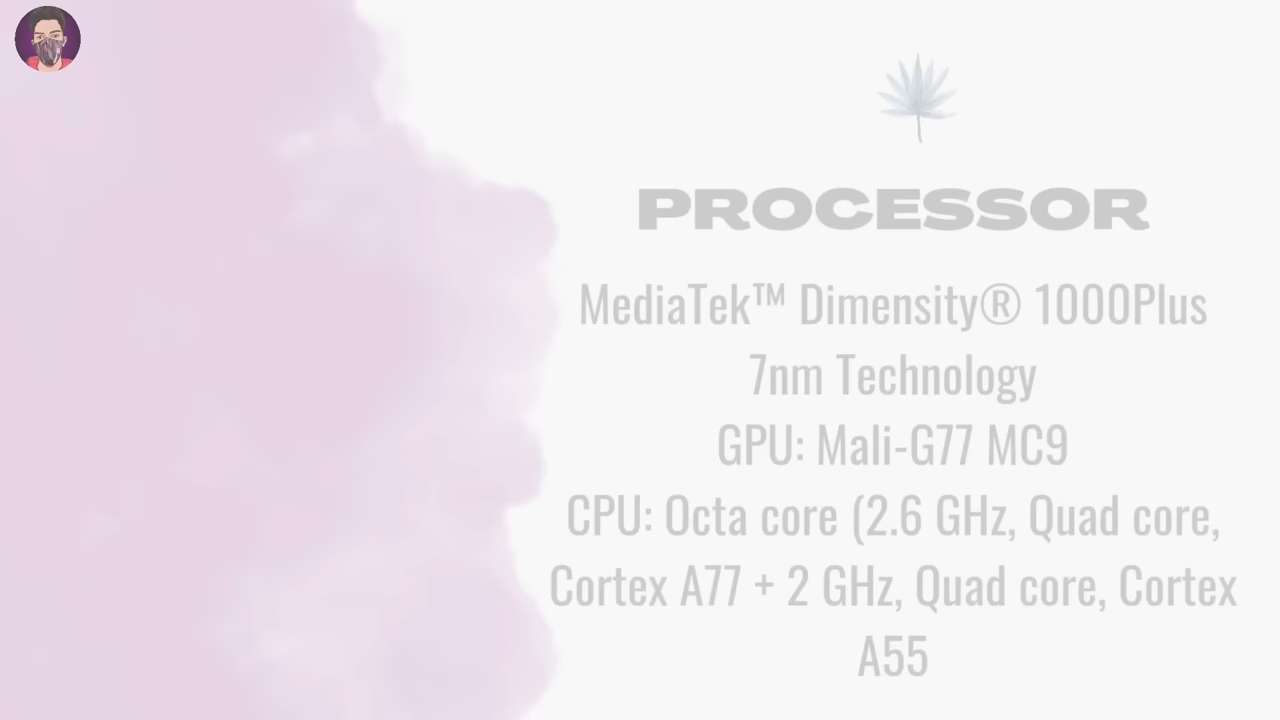 PROCESSOR
MediaTek™ Dimensity® 1000Plus
7nm Technology
GPU: Mali-G77 MC9
CPU: Octa core (2.6 GHz, Quad core,
Cortex A77 + 2 GHz, Quad core, Cortex
A55